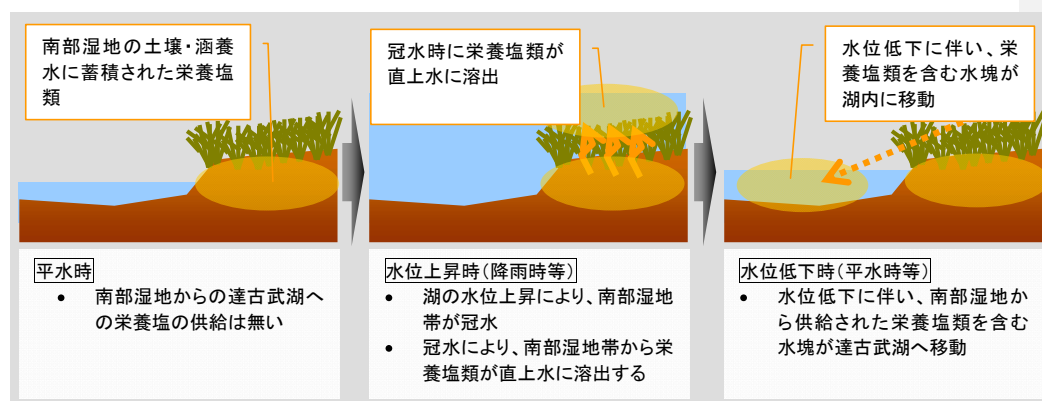 南部湿地の土壌・涵養
水に蓄積された栄養塩
類
冠水時に栄養塩類が
直上水に溶出
水位低下に伴い、栄
養塩類を含む水塊が
湖内に移動
平水時
• 南部湿地からの達古武湖へ
の栄養塩の供給は無い
水位上昇時（降雨時等）
• 湖の水位上昇により、南部湿地
帯が冠水
• 冠水により、南部湿地帯から栄
養塩類が直上水に溶出する
水位低下時（平水時等）
• 水位低下に伴い、南部湿地か
ら供給された栄養塩類を含む
水塊が達古武湖へ移動